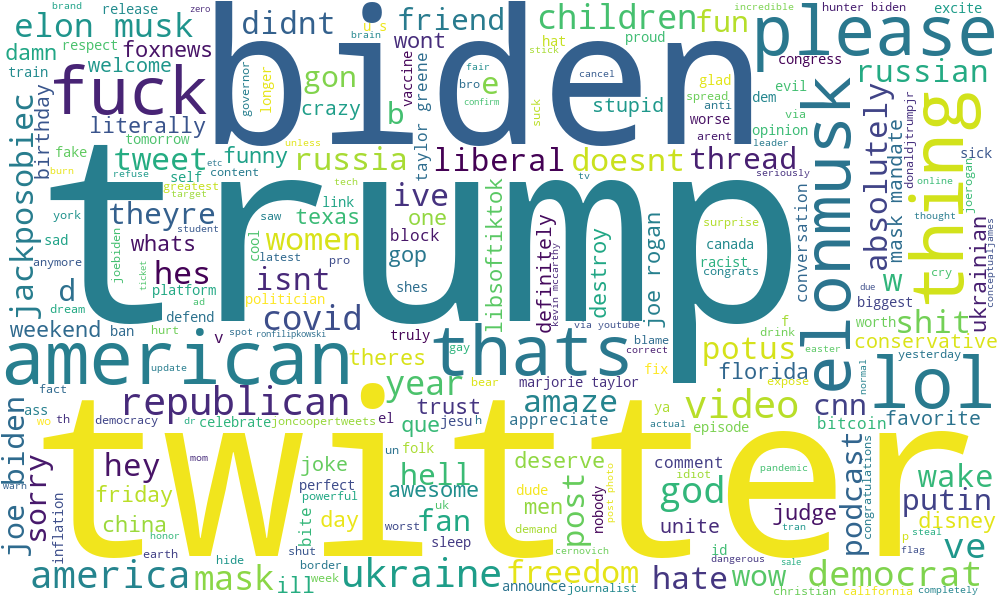 brand
release
zero
elon musk
didnt
u s
friend
children
fun
please
hunter biden
excite
incredible
damn
respect
foxnews
train
welcome
fuck
biden
wont
brain
hat
stick
proud
congress
glad
russian
gon
crazy
governor
longer
vaccine
taylor greene
b
e
bro
fair
confirm
cancel
suck
stupid
spread
anti
dem
worse
arent
evil
via
opinion
leader
absolutely
mask mandate
thing
donaldjtrumpjr
sick
joerogan
online
birthday
literally
tomorrow
jackposobiec
fake
burn
tweet
refuse
self
etc
content
greatest
target
funny
unless
russia
tech
link
liberal
doesnt
tv
thread
seriously
elonmusk
york
theyre
student
saw
texas
ive
one
trump
surprise
thought
sad
joebiden
whats
cool
women
block
gop
libsoftiktok
definitely
kevin mccarthy
destroy
joe rogan
canada
racist
congrats
conversation
ukrainian
conceptualjames
cry
anymore
hes
latest
isnt
pro
shes
w
due
dream
d
ticket
platform
ad
politician
biggest
weekend
ban
defend
covid
hurt
v
spot
ronfilipkowski
truly
via youtube
blame
correct
f
drink
worth
shit
conservative
american
update
theres
gay
thats
fix
potus
easter
normal
yesterday
fact
year
bear
marjorie taylor
florida
expose
lol
ass
republican
trust
amaze
ya
video
cnn
favorite
joe biden
wo
th
democracy
dr
celebrate
joncoopertweets
el
que
jesu
h
appreciate
actual
episode
bitcoin
sorry
hey
mom
joke
un
folk
deserve
comment
idiot
pandemic
podcast
congratulations
wake
warn
twitter
perfect
hell
awesome
dude
men
post
nobody
post photo
god
putin
friday
powerful
bite
uk
fan
demand
unite
judge
disney
inflation
china
honor
day
worst
sleep
cernovich
tran
p
steal
flag
ve
earth
hide
shut
border
id
dangerous
sale
america
mask
ill
week
ukraine
announce
freedom
journalist
hate
wow
democrat
christian
california
completely